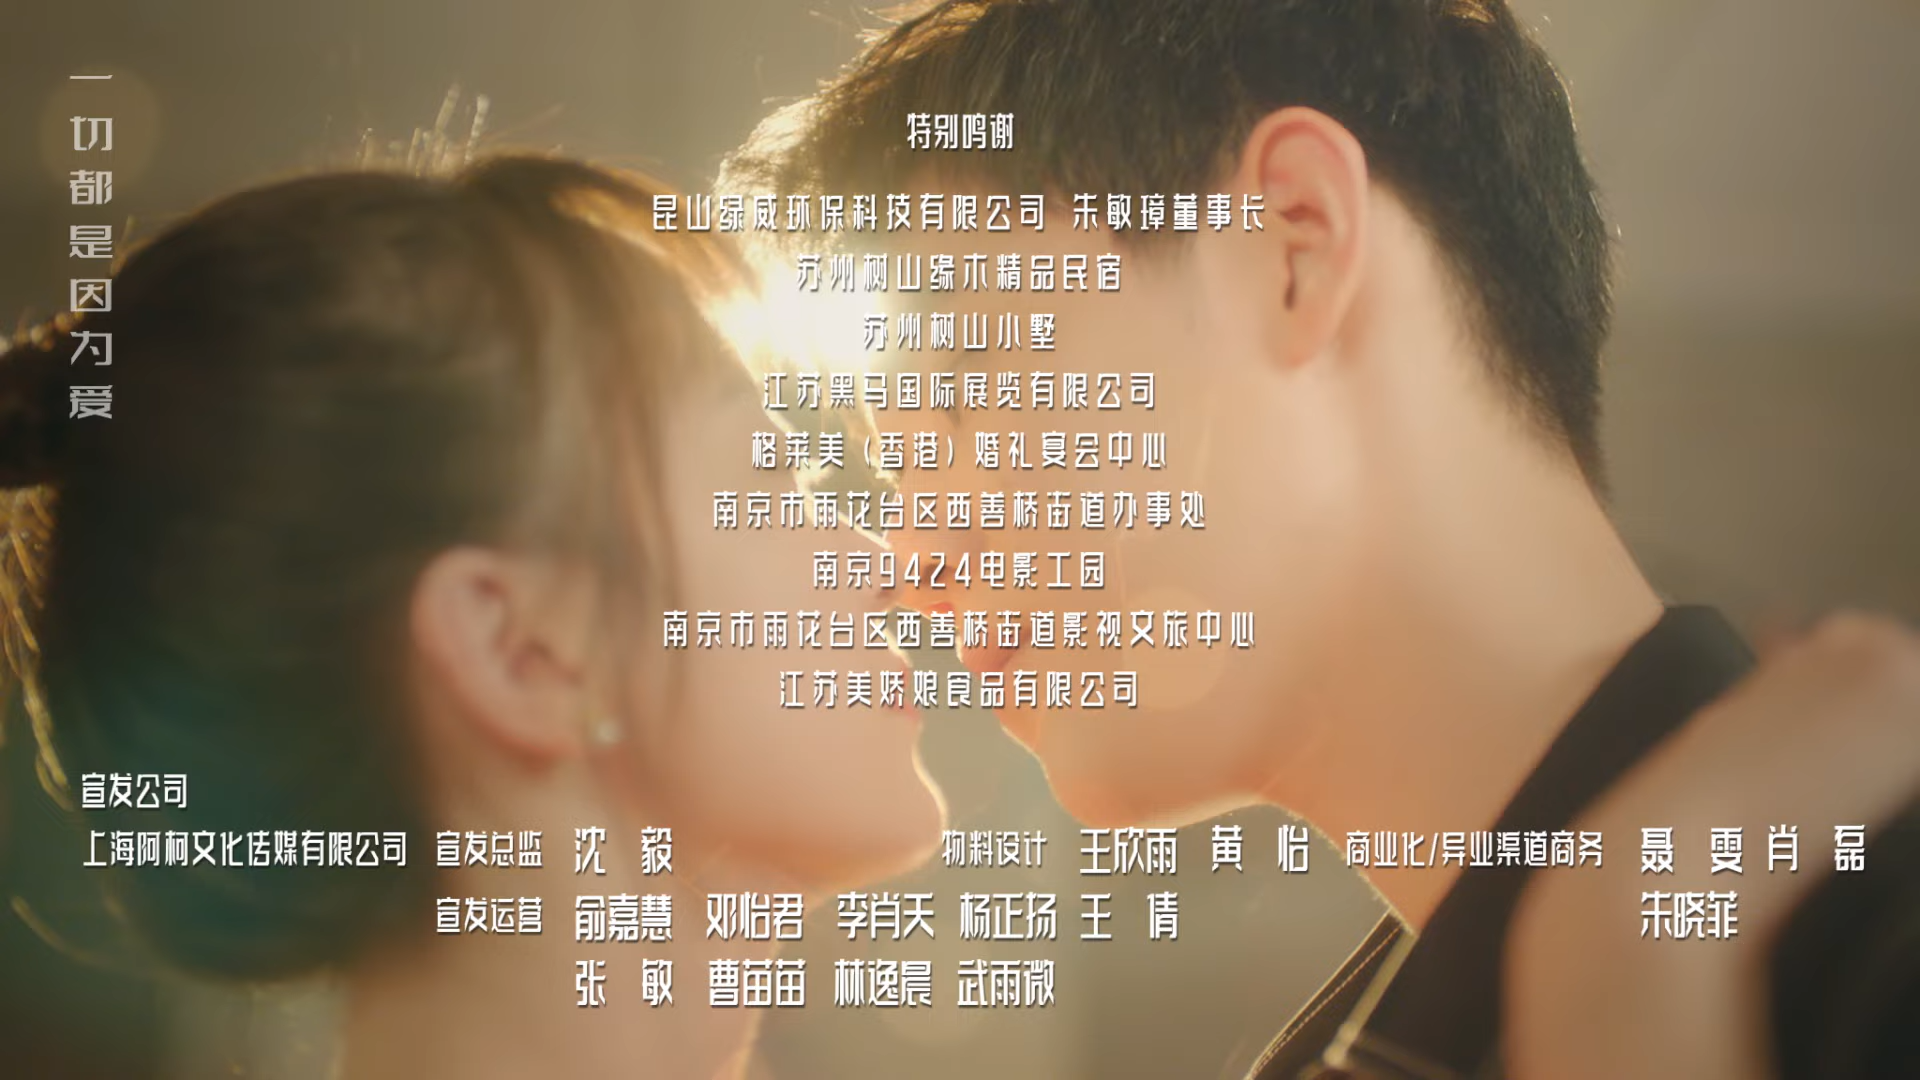 一切都是因为爱
特别鸣谢
昆山绿威环保科技有限公司 朱敏璋董事长
苏州树山缘木精品民宿
苏州树山小墅
江苏黑马国际展览有限公司
格莱美（香港）婚礼宴会中心
南京市雨花台区西善桥街道办事处
南京9424电影工园
南京市雨花台区西善桥街道影视文旅中心
江苏美娇娘食品有限公司
宣发公司
上海阿柯文化传媒有限公司 宣发总监 沈 毅 物料设计 王欣雨 黄 怡 商业化/异业渠道商务 聂 雯 肖 磊
宣发运营 俞嘉慧 邓怡君 李肖天 杨正扬 王 倩 朱晓菲
张 敏 曹苗苗 林逸晨 武雨微